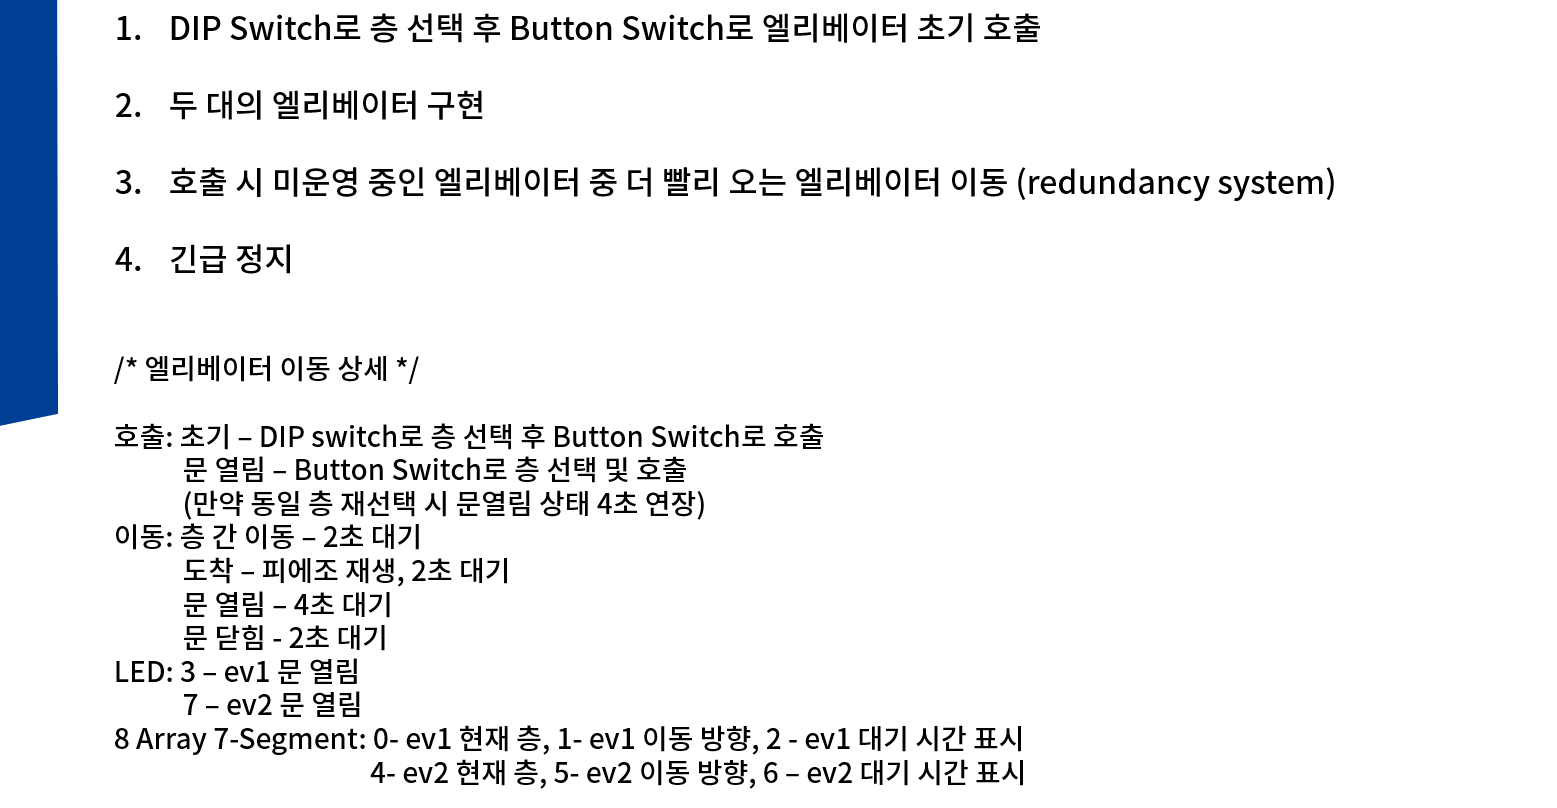 1. DIP Switch로 층 선택 후 Button Switch로 엘리베이터 초기 호출
2. 두 대의 엘리베이터 구현
3. 호출 시 미운영 중인 엘리베이터 중 더 빨리 오는 엘리베이터 이동 (redundancy system)
4. 긴급 정지
/* 엘리베이터 이동 상세 */
호출: 초기 – DIP switch로 층 선택 후 Button Switch로 호출
문 열림 – Button Switch로 층 선택 및 호출
(만약 동일 층 재선택 시 문열림 상태 4초 연장)
이동: 층 간 이동 – 2초 대기
도착 – 피에조 재생, 2초 대기
문 열림 – 4초 대기
문 닫힘 - 2초 대기
LED: 3 – ev1 문 열림
7 – ev2 문 열림
8 Array 7-Segment: 0- ev1 현재 층, 1- ev1 이동 방향, 2 - ev1 대기 시간 표시
4- ev2 현재 층, 5- ev2 이동 방향, 6 – ev2 대기 시간 표시